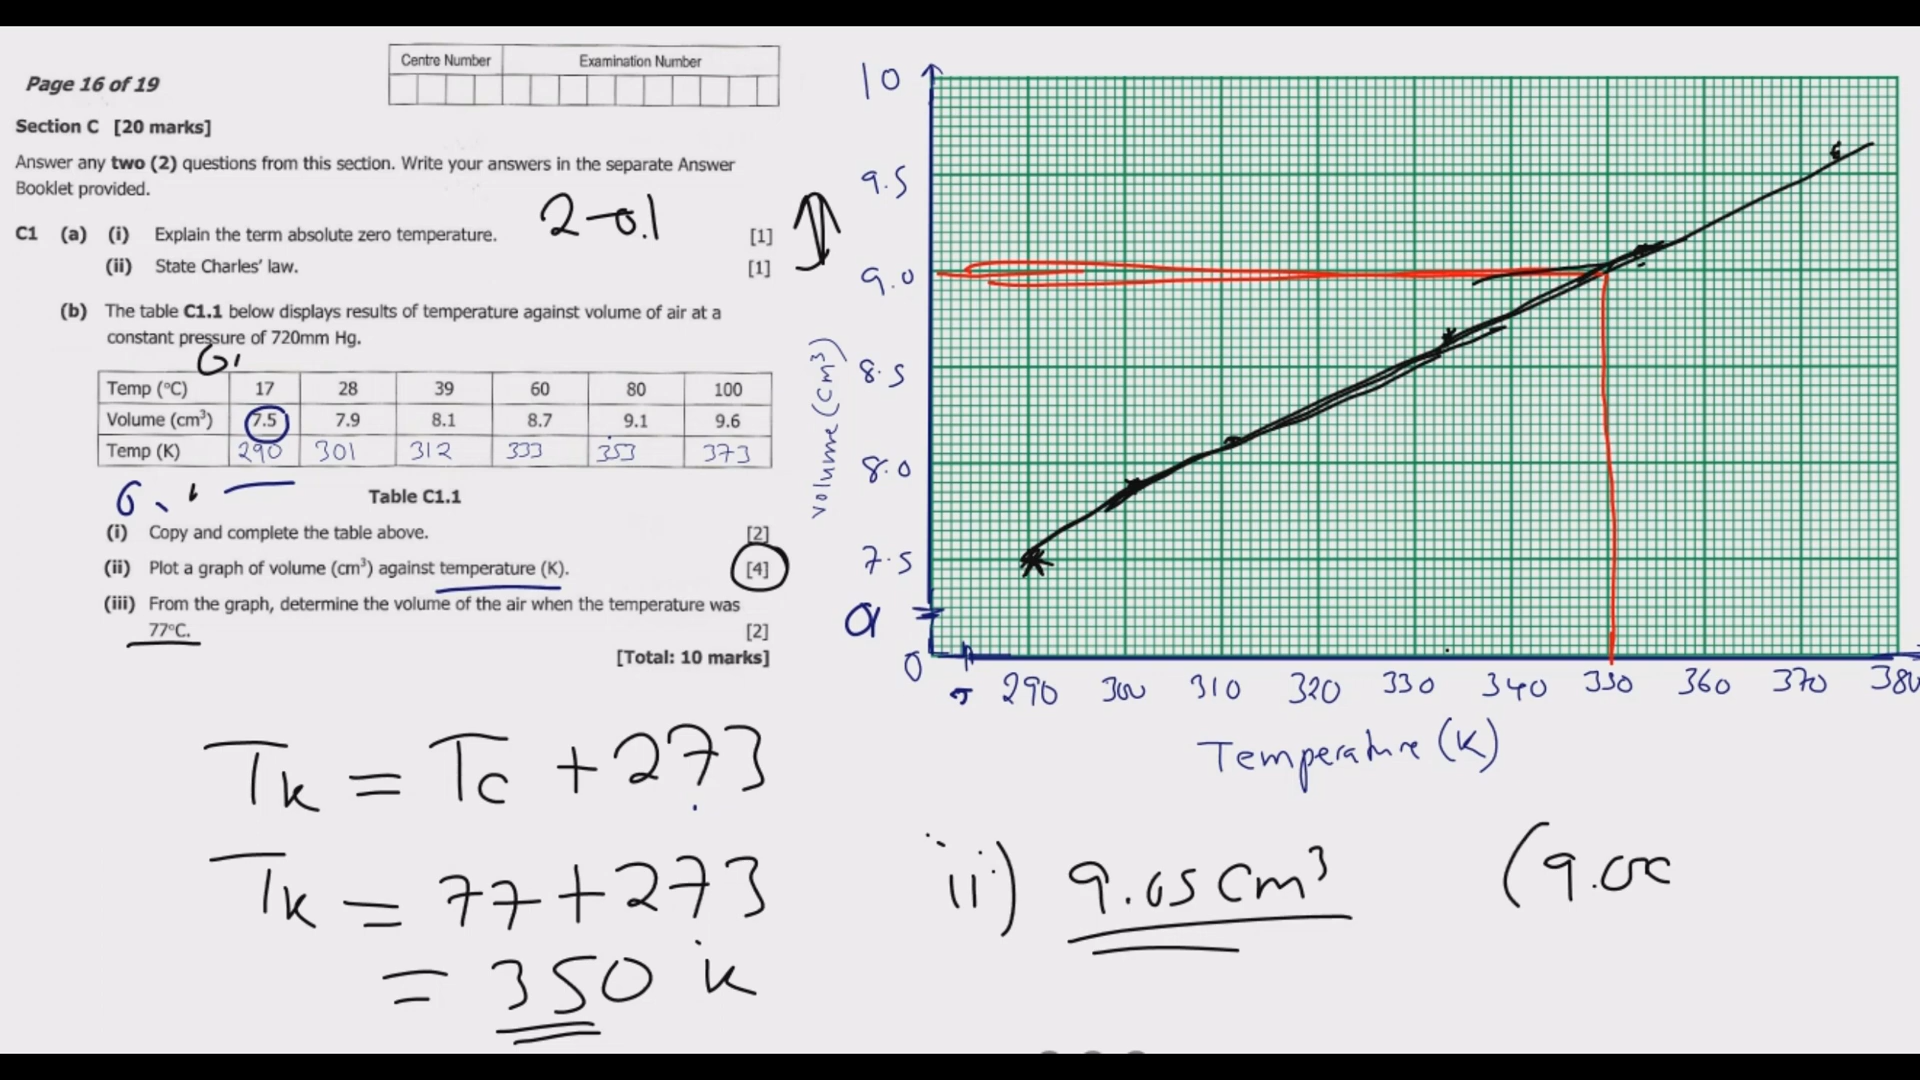 Centre Number Examination Number
Page 16 of 19
Section C [20 marks]
Answer any two (2) questions from this section. Write your answers in the separate Answer
Booklet provided.
2-0.1
C1 (a) (i) Explain the term absolute zero temperature. [1]
(ii) State Charles' law. [1]
(b) The table C1.1 below displays results of temperature against volume of air at a
constant pressure of 720mm Hg.
Temp (°C) 17 28 39 60 80 100
Volume (cm³) 7.5 7.9 8.1 8.7 9.1 9.6
Temp (K) 290 301 312 333 353 373
Table C1.1
(i) Copy and complete the table above. [2]
(ii) Plot a graph of volume (cm³) against temperature (K). [4]
(iii) From the graph, determine the volume of the air when the temperature was
77°C. [2]
[Total: 10 marks]
TK = Tc + 273
TK = 77+273
= 350 K
10
9.5
9.0
8.5
8.0
7.5
0
volume (cm³)
290 300 310 320 330 340 350 360 370 380
Temperature (K)
ii) 9.05 cm³